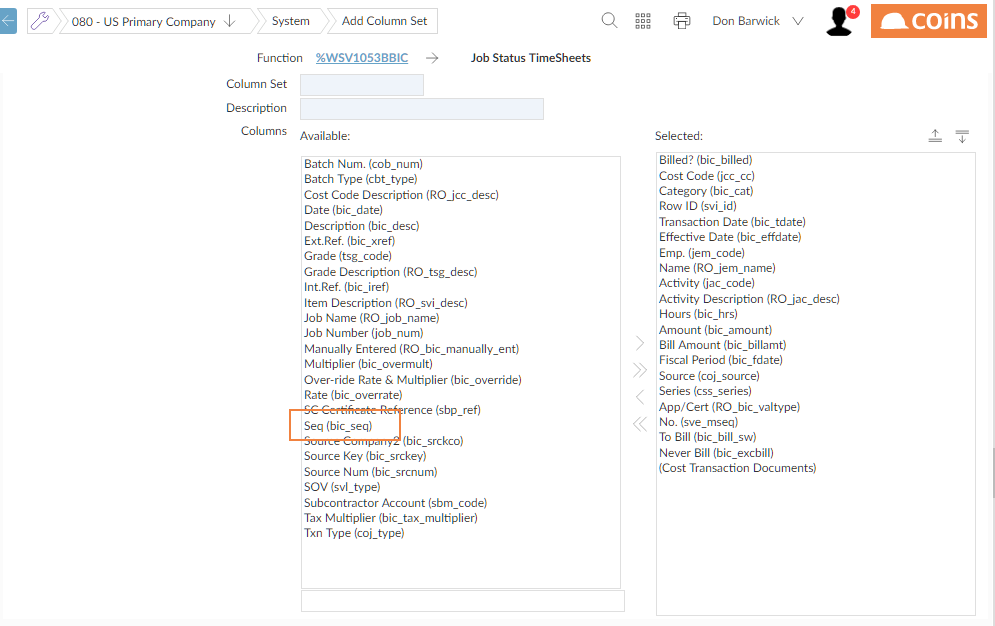 080 - US Primary Company
System
Add Column Set
Don Barwick
4
coins
Function %WSV1053BBIC Job Status TimeSheets
Column Set
Description
Columns
Available:
Batch Num. (cob_num)
Batch Type (cbt_type)
Cost Code Description (RO_jcc_desc)
Date (bic_date)
Description (bic_desc)
Ext.Ref. (bic_xref)
Grade (tsg_code)
Grade Description (RO_tsg_desc)
Int.Ref. (bic_iref)
Item Description (RO_svi_desc)
Job Name (RO_job_name)
Job Number (job_num)
Manually Entered (RO_bic_manually_ent)
Multiplier (bic_overmult)
Over-ride Rate & Multiplier (bic_override)
Rate (bic_overrate)
SC Certificate Reference (sbp_ref)
Seq (bic_seq)
Source Company2 (bic_srckco)
Source Key (bic_srckey)
Source Num (bic_srcnum)
SOV (svl_type)
Subcontractor Account (sbm_code)
Tax Multiplier (bic_tax_multiplier)
Txn Type (coj_type)
Selected:
Billed? (bic_billed)
Cost Code (jcc_cc)
Category (bic_cat)
Row ID (svi_id)
Transaction Date (bic_tdate)
Effective Date (bic_effdate)
Emp. (jem_code)
Name (RO_jem_name)
Activity (jac_code)
Activity Description (RO_jac_desc)
Hours (bic_hrs)
Amount (bic_amount)
Bill Amount (bic_billamt)
Fiscal Period (bic_fdate)
Source (coj_source)
Series (css_series)
App/Cert (RO_bic_valtype)
No. (sve_mseq)
To Bill (bic_bill_sw)
Never Bill (bic_excbill)
(Cost Transaction Documents)